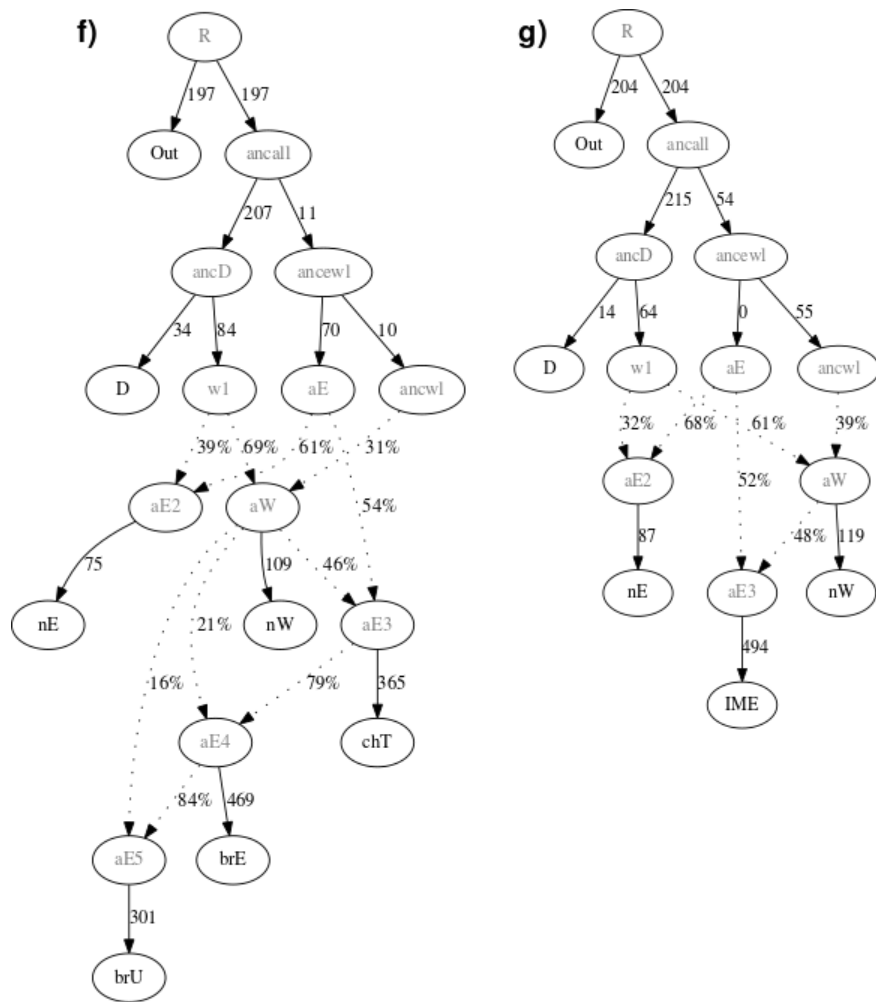 f)
R
197 197
Out ancall
207 11
ancD ancewl
34 84 70 10
D w1 aE ancwl
39% 69% 61% 31%
aE2 aW 54%
75 109 46%
nE 21% nW aE3
16% 79% 365
aE4 chT
84% 469
aE5 brE
301
brU
g)
R
204 204
Out ancall
215 54
ancD ancewl
14 64 0 55
D w1 aE ancwl
32% 68% 61% 39%
aE2 52% aW
87 48% 119
nE aE3 nW
494
IME